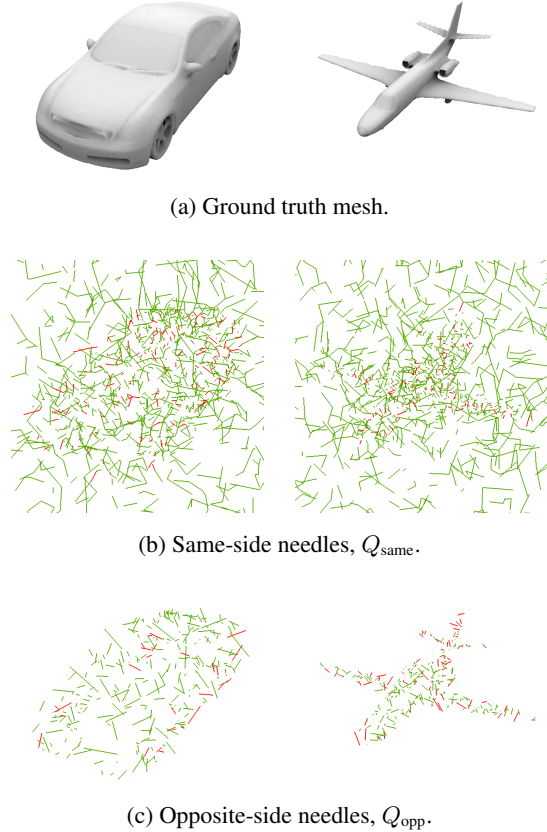 (a) Ground truth mesh.
(b) Same-side needles, Q_same.
(c) Opposite-side needles, Q_opp.